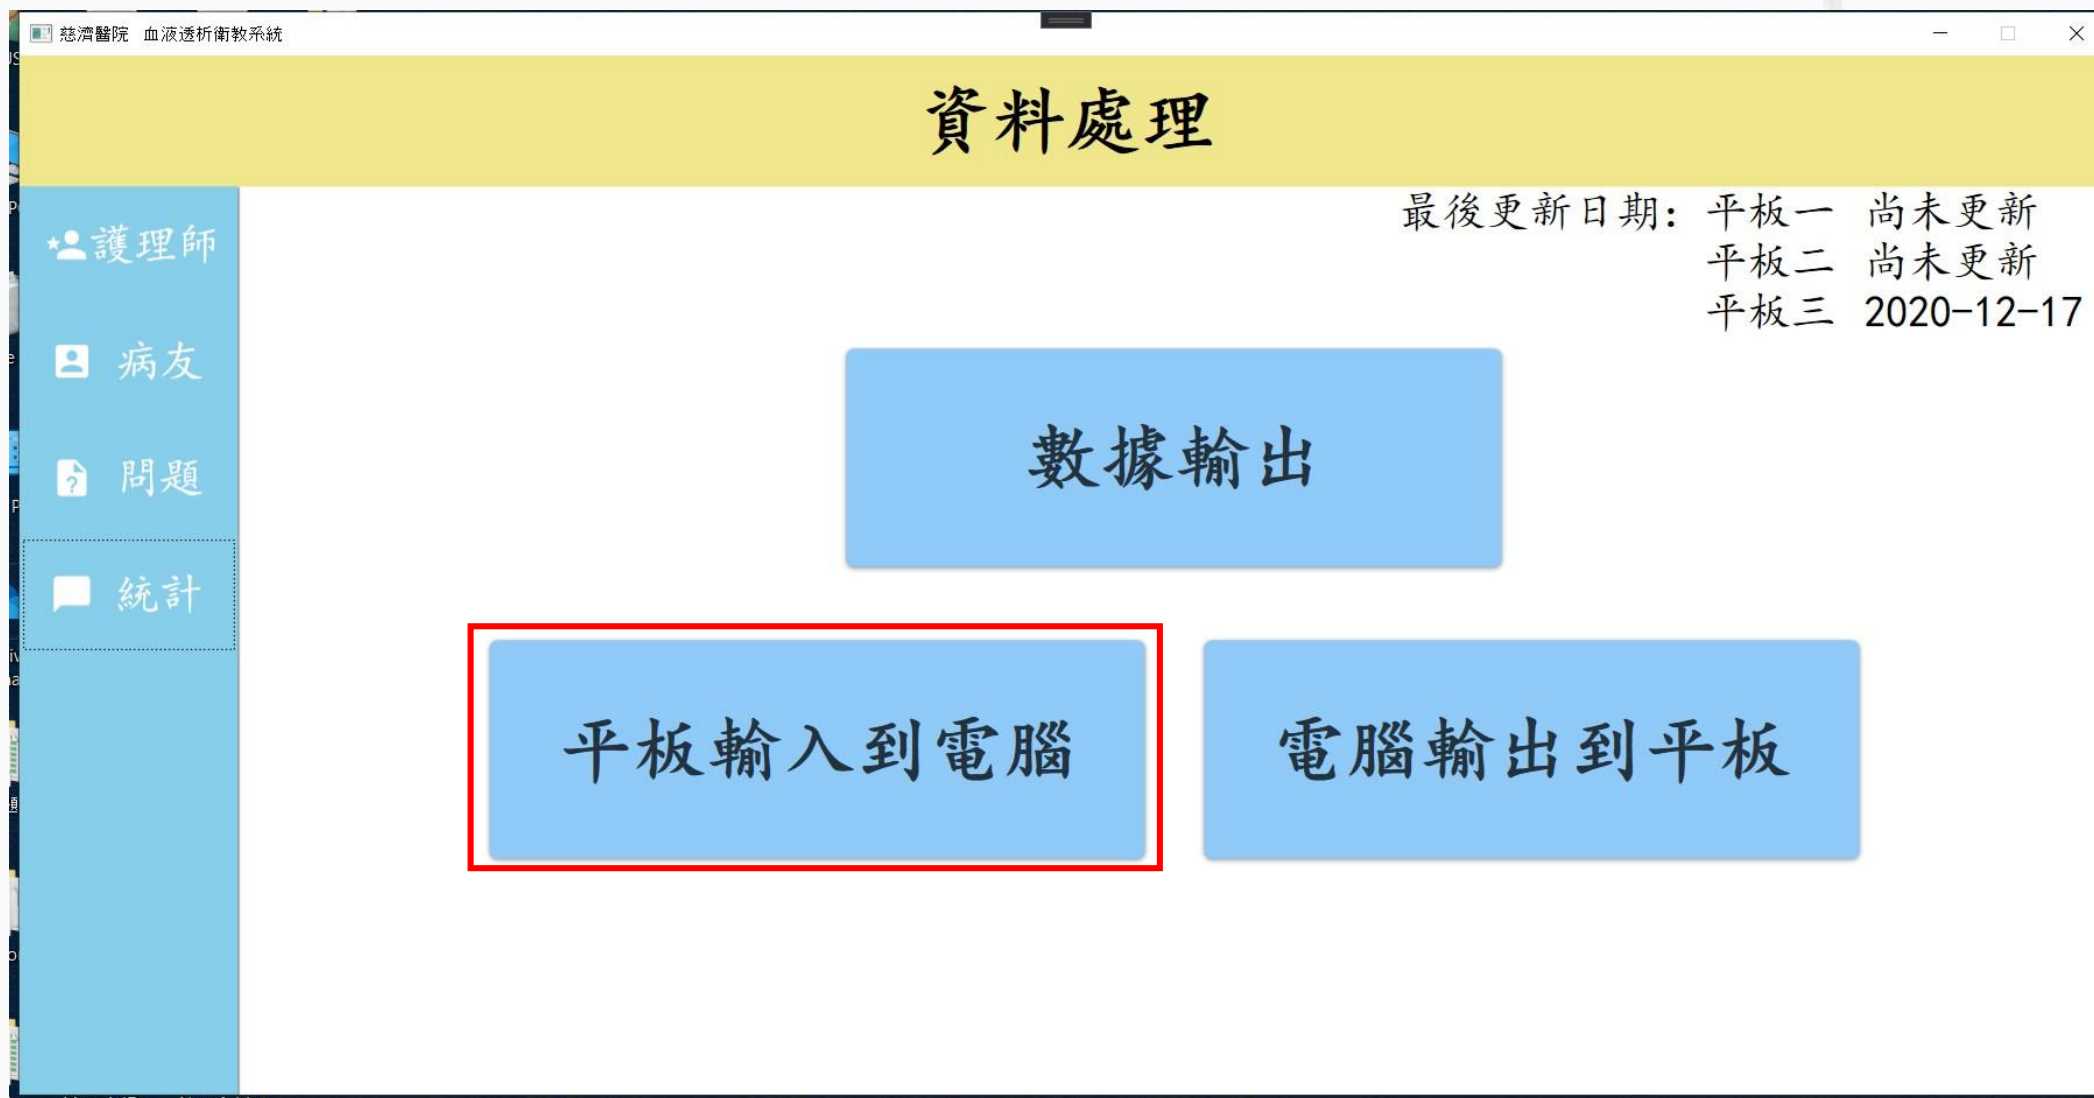 慈濟醫院 血液透析衛教系統
資料處理
最後更新日期: 平板一 尚未更新
平板二 尚未更新
平板三 2020-12-17
護理師
病友
問題
統計
數據輸出
平板輸入到電腦
電腦輸出到平板